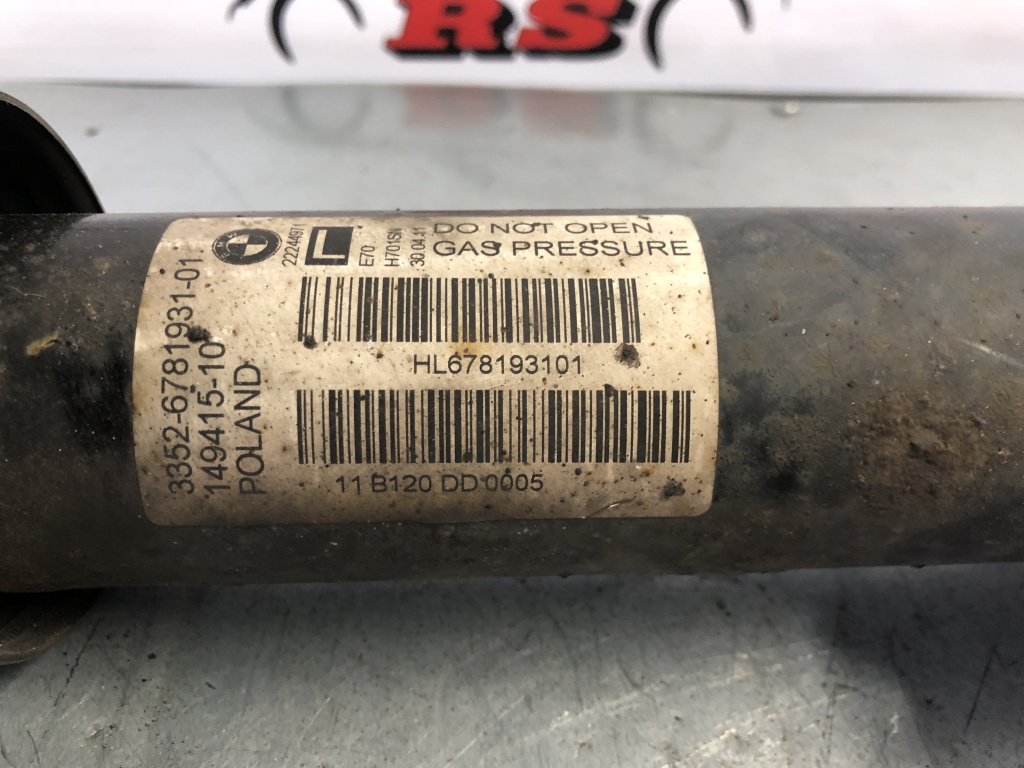 RS
3352-6781931-01
149415-10
POLAND
22244971
L
E70
H701SN
30.04.11
DO NOT OPEN
GAS PRESSURE
HL678193101
11 B120 DD 0005